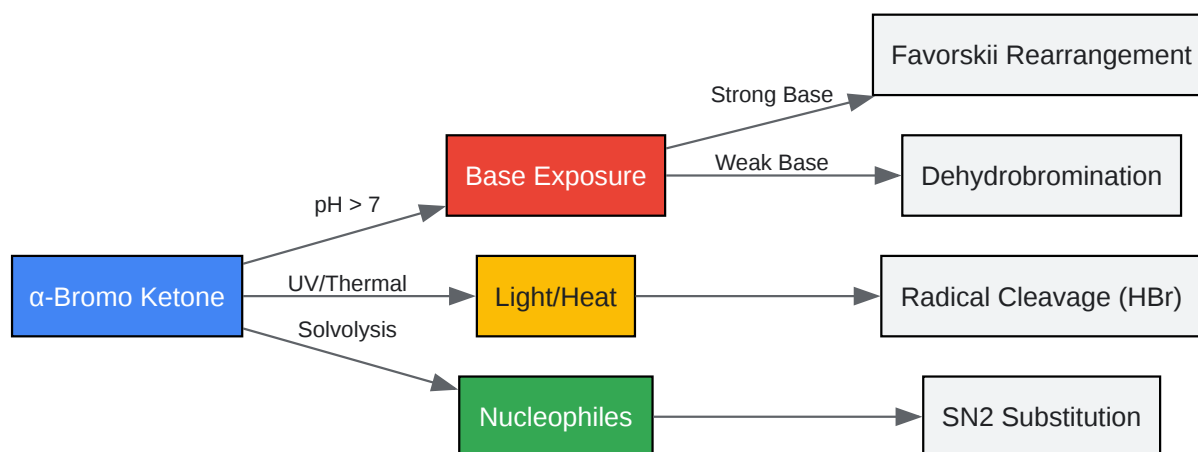 Favorskii Rearrangement
Strong Base
Base Exposure
Weak Base
Dehydrobromination
pH > 7
α-Bromo Ketone
UV/Thermal
Light/Heat
Radical Cleavage (HBr)
Solvolysis
Nucleophiles
SN2 Substitution